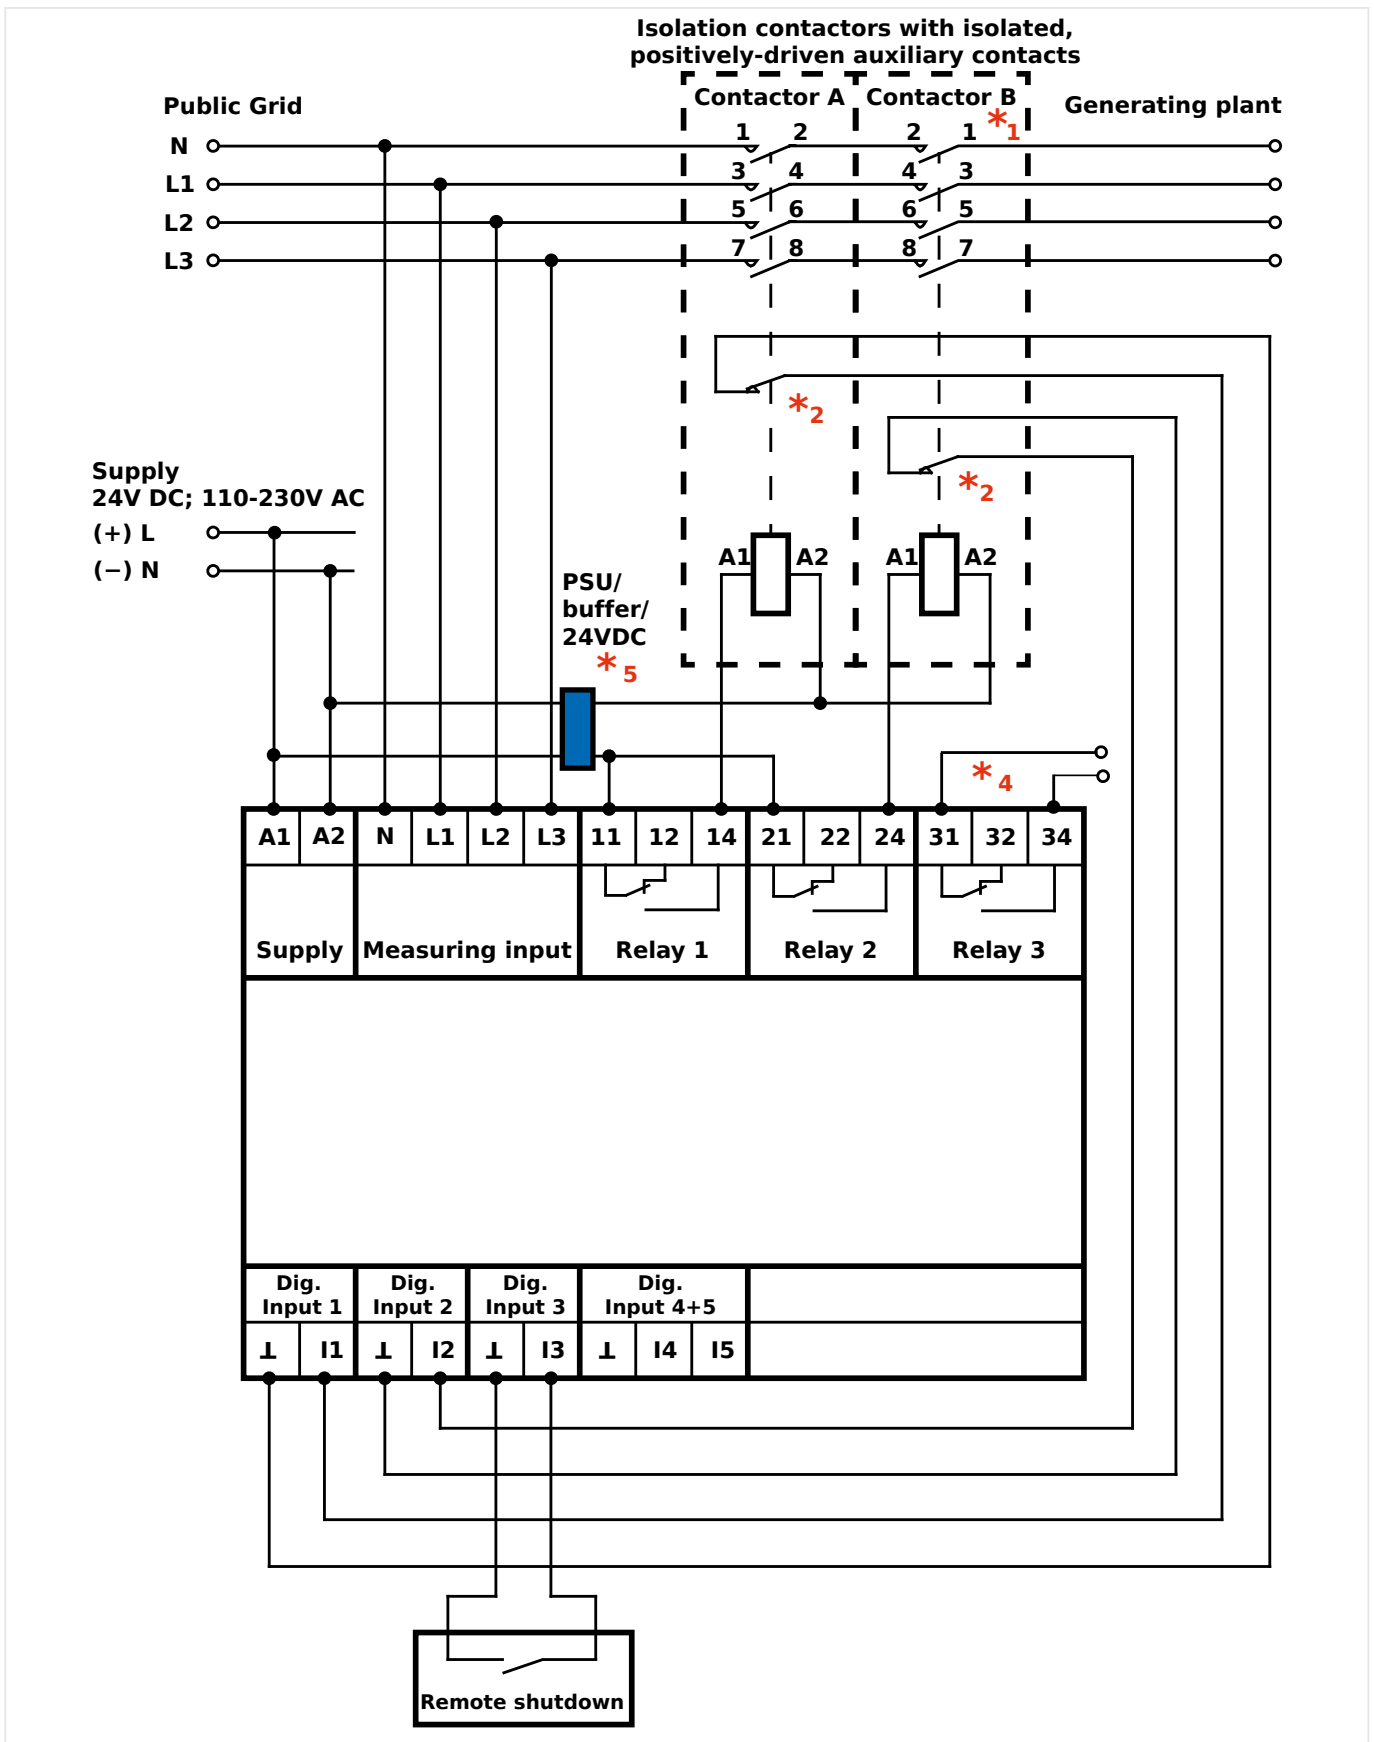 Isolation contactors with isolated,
positively-driven auxiliary contacts
Contactor A Contactor B
Public Grid
Generating plant
*1
N
1 2 2 1
L1
3 4 4 3
L2
5 6 6 5
L3
7 8 8 7
*2
*2
Supply
24V DC; 110-230V AC
(+) L
(−) N
A1 A2 A1 A2
PSU/
buffer/
24VDC
*5
*4
A1 A2 N L1 L2 L3 11 12 14 21 22 24 31 32 34
Supply Measuring input Relay 1 Relay 2 Relay 3
Dig. Dig. Dig. Dig.
Input 1 Input 2 Input 3 Input 4+5
⊥ I1 ⊥ I2 ⊥ I3 ⊥ I4 I5
Remote shutdown